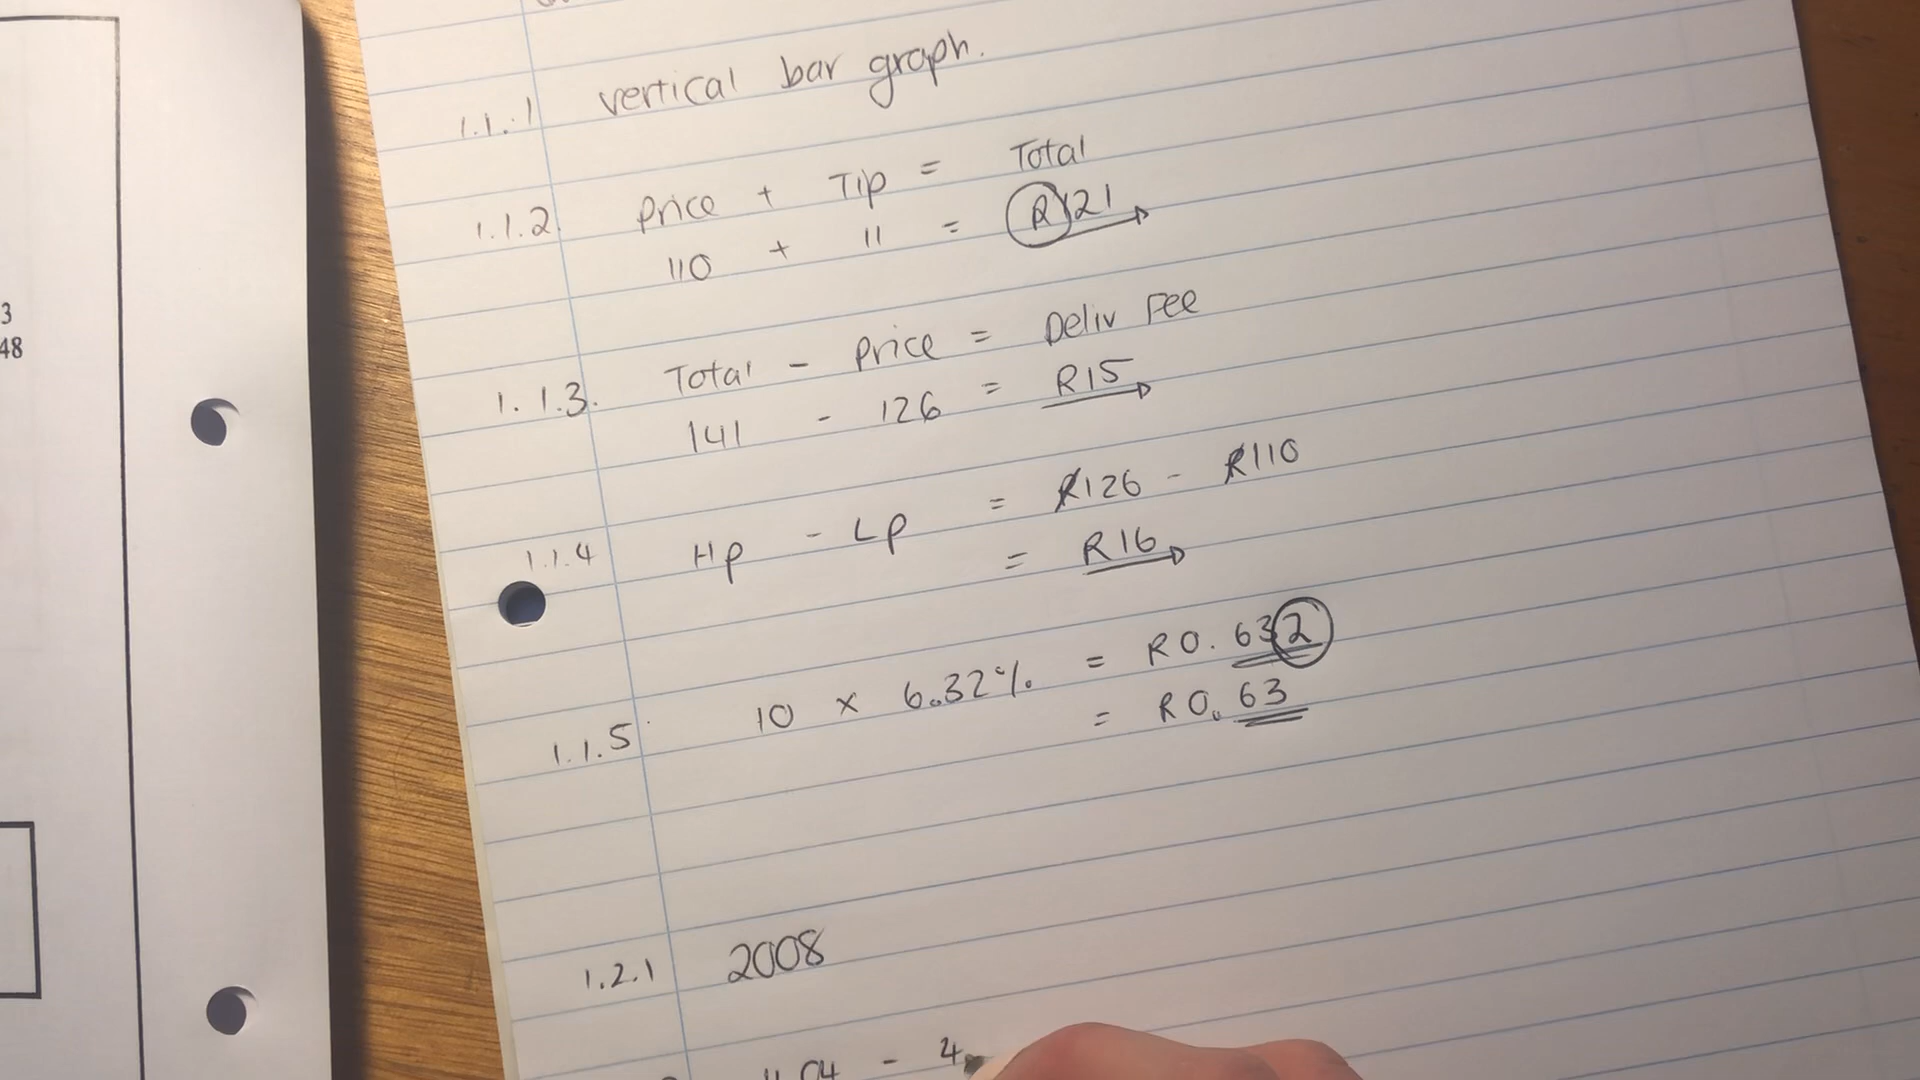 3
48
1.1.1 vertical bar graph.
1.1.2 Price + Tip = Total
110 + 11 = R121
1.1.3. Total - Price = Deliv Fee
141 - 126 = R15
1.1.4 Hp - Lp = R126 - R110
= R16
1.1.5 10 x 6.32% = R0.632
= R0.63
1.2.1 2008
- 4